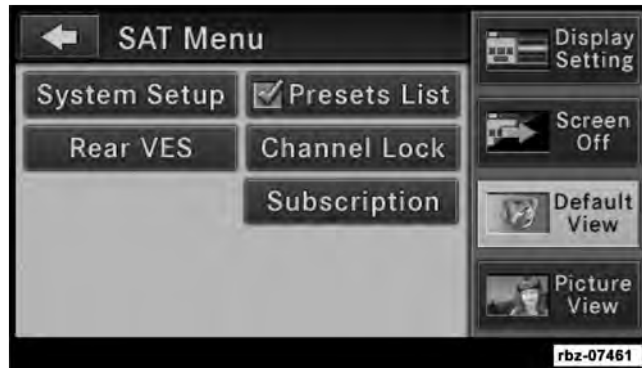 SAT Menu
System Setup
Presets List
Rear VES
Channel Lock
Subscription
Display
Setting
Screen
Off
Default
View
Picture
View
rbz-07461